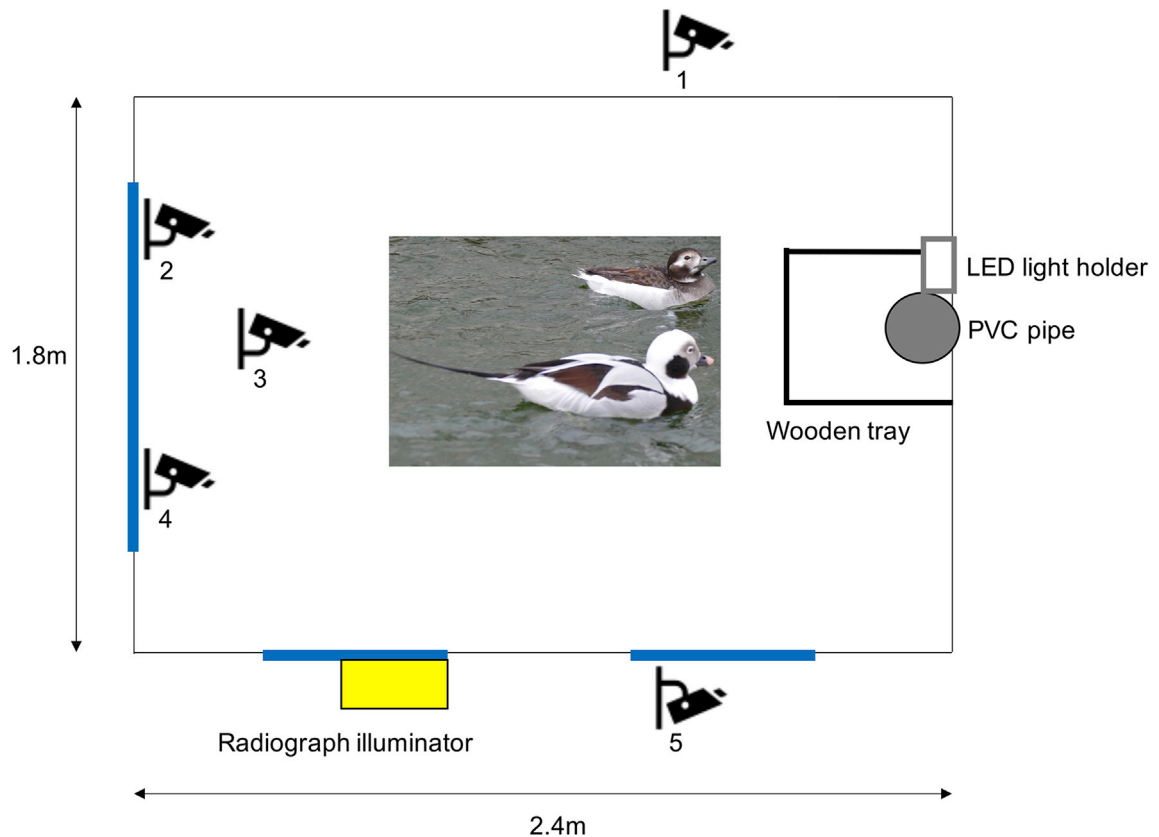 1
2
LED light holder
PVC pipe
1.8m
3
Wooden tray
4
Radiograph illuminator
5
2.4m